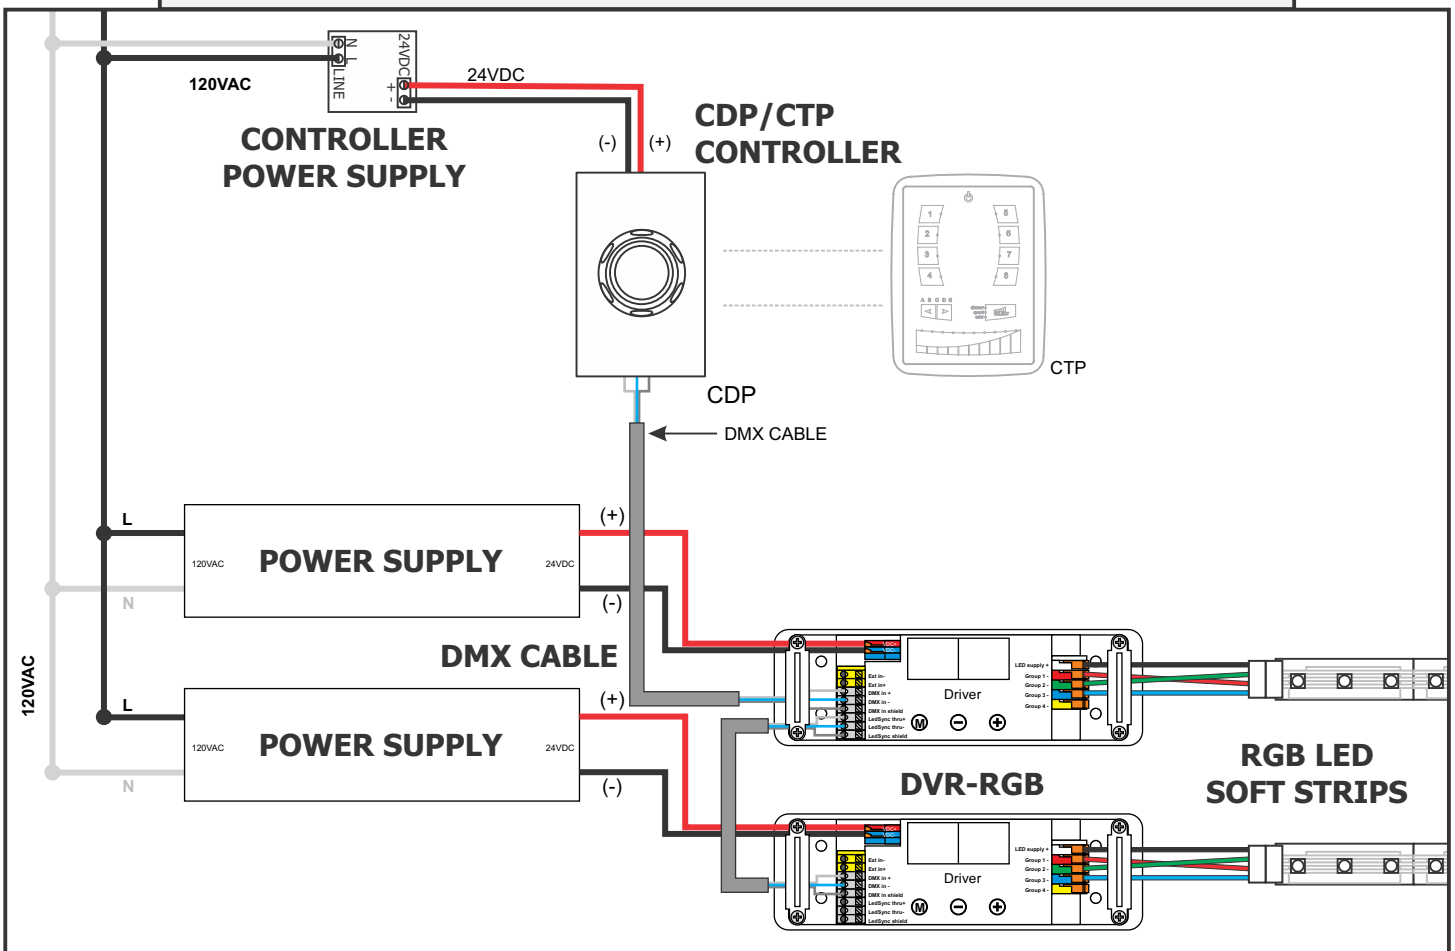 N
L
LINE
24VDC
+
-
120VAC
24VDC
CONTROLLER
POWER SUPPLY
(-)
(+)
CDP/CTP
CONTROLLER
1
2
3
4
5
6
7
8
A B C D E
CTP
CDP
DMX CABLE
L
120VAC
POWER SUPPLY
24VDC
N
(+)
(-)
DMX CABLE
120VAC
L
120VAC
POWER SUPPLY
24VDC
N
(+)
(-)
DC+
DC-
Ext in-
Ext in+
DMX in +
DMX in -
DMX in shield
LedSync thru+
LedSync thru-
LedSync shield
Driver
M
LED supply +
Group 1 -
Group 2 -
Group 3 -
Group 4 -
DVR-RGB
RGB LED
SOFT STRIPS
DC+
DC-
Ext in-
Ext in+
DMX in +
DMX in -
DMX in shield
LedSync thru+
LedSync thru-
LedSync shield
Driver
M
LED supply +
Group 1 -
Group 2 -
Group 3 -
Group 4 -